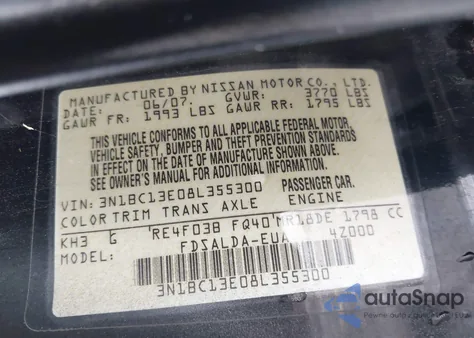 MANUFACTURED BY NISSAN MOTOR CO., LTD.
DATE: 06/07: GVWR: 3770 LBS
GAWR FR: 1993 LBS GAWR RR: 1795 LBS
THIS VEHICLE CONFORMS TO ALL APPLICABLE FEDERAL MOTOR
VEHICLE SAFETY, BUMPER AND THEFT PREVENTION STANDARDS
IN EFFECT ON THE DATE OF MANUFACTURE SHOWN ABOVE.
SEE OWNER'S MANUAL FOR ADDITIONAL INFORMATION
VIN: 3N1BC13E08L355300 PASSENGER CAR.
COLOR TRIM TRANS AXLE ENGINE
KH3 G RE4F03B FQ40 MR18DE 1798 CC
FDSALDA-EUA 4Z000
3N1BC13E08L355300
autoSnap